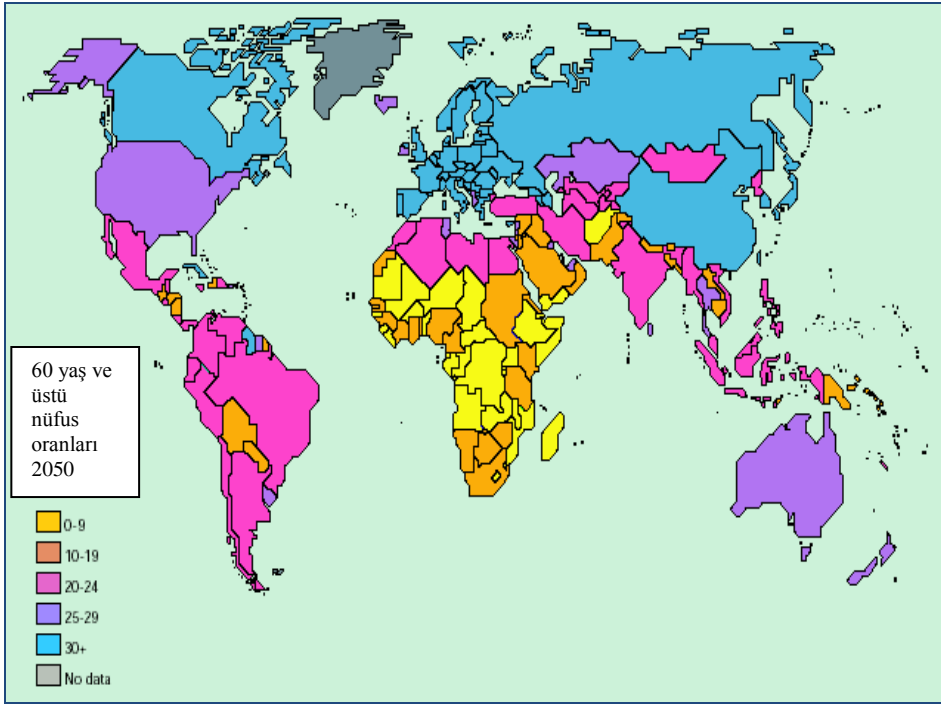 60 yaş ve
üstü
nüfus
oranları
2050
0-9
10-19
20-24
25-29
30+
No data